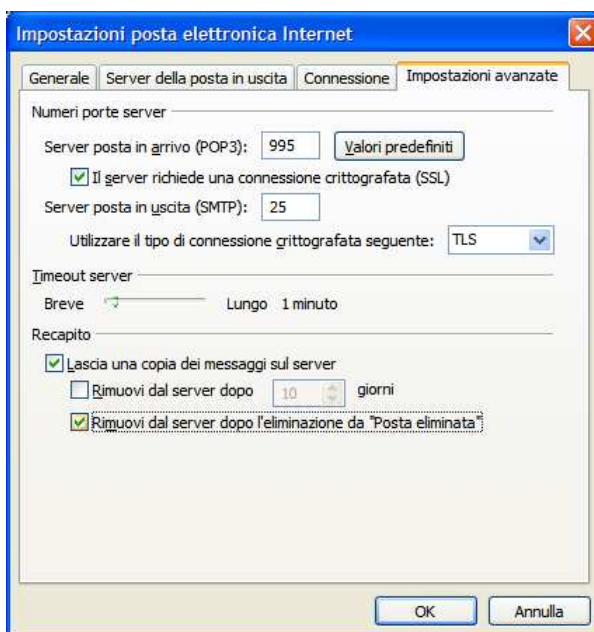 Impostazioni posta elettronica Internet
Generale Server della posta in uscita Connessione Impostazioni avanzate
Numeri porte server
Server posta in arrivo (POP3): 995 Valori predefiniti
Il server richiede una connessione crittografata (SSL)
Server posta in uscita (SMTP): 25
Utilizzare il tipo di connessione crittografata seguente: TLS
Timeout server
Breve Lungo 1 minuto
Recapito
Lascia una copia dei messaggi sul server
Rimuovi dal server dopo 10 giorni
Rimuovi dal server dopo l'eliminazione da "Posta eliminata"
OK Annulla